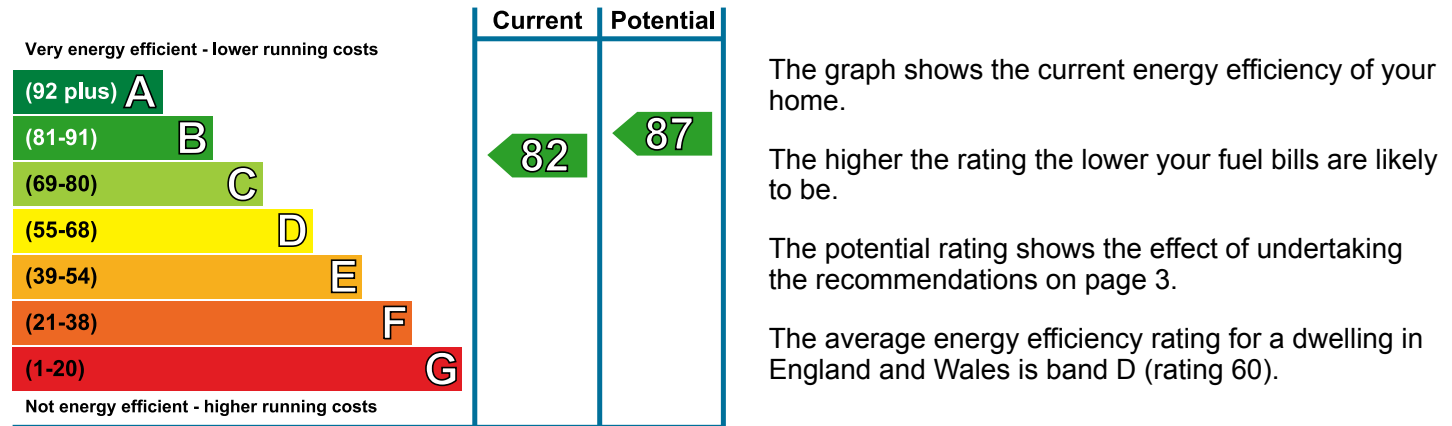 Current Potential
Very energy efficient - lower running costs
(92 plus) A
(81-91) B
82
87
(69-80) C
(55-68) D
(39-54) E
(21-38) F
(1-20) G
Not energy efficient - higher running costs
The graph shows the current energy efficiency of your
home.
The higher the rating the lower your fuel bills are likely
to be.
The potential rating shows the effect of undertaking
the recommendations on page 3.
The average energy efficiency rating for a dwelling in
England and Wales is band D (rating 60).